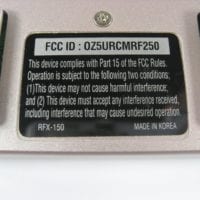 FCC ID : OZ5URCMRF250
This device complies with Part 15 of the FCC Rules.
Operation is subject to the following two conditions;
(1)This device may not cause harmful interference,
and
(2) This device must accept any interference received,
including interference that may cause undesired operation.
RFX-150
MADE IN KOREA